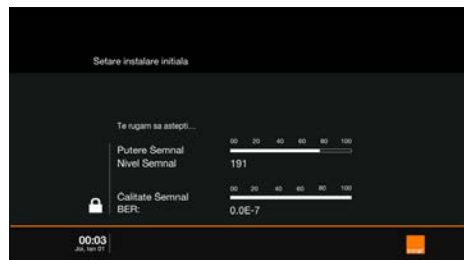 Setare instalare initiala
Te rugam sa astepti...
00 20 40 60 80 100
Putere Semnal
Nivel Semnal 191
00 20 40 60 80 100
Calitate Semnal
BER: 0.0E-7
00:03
Joi, Ian 01
orange